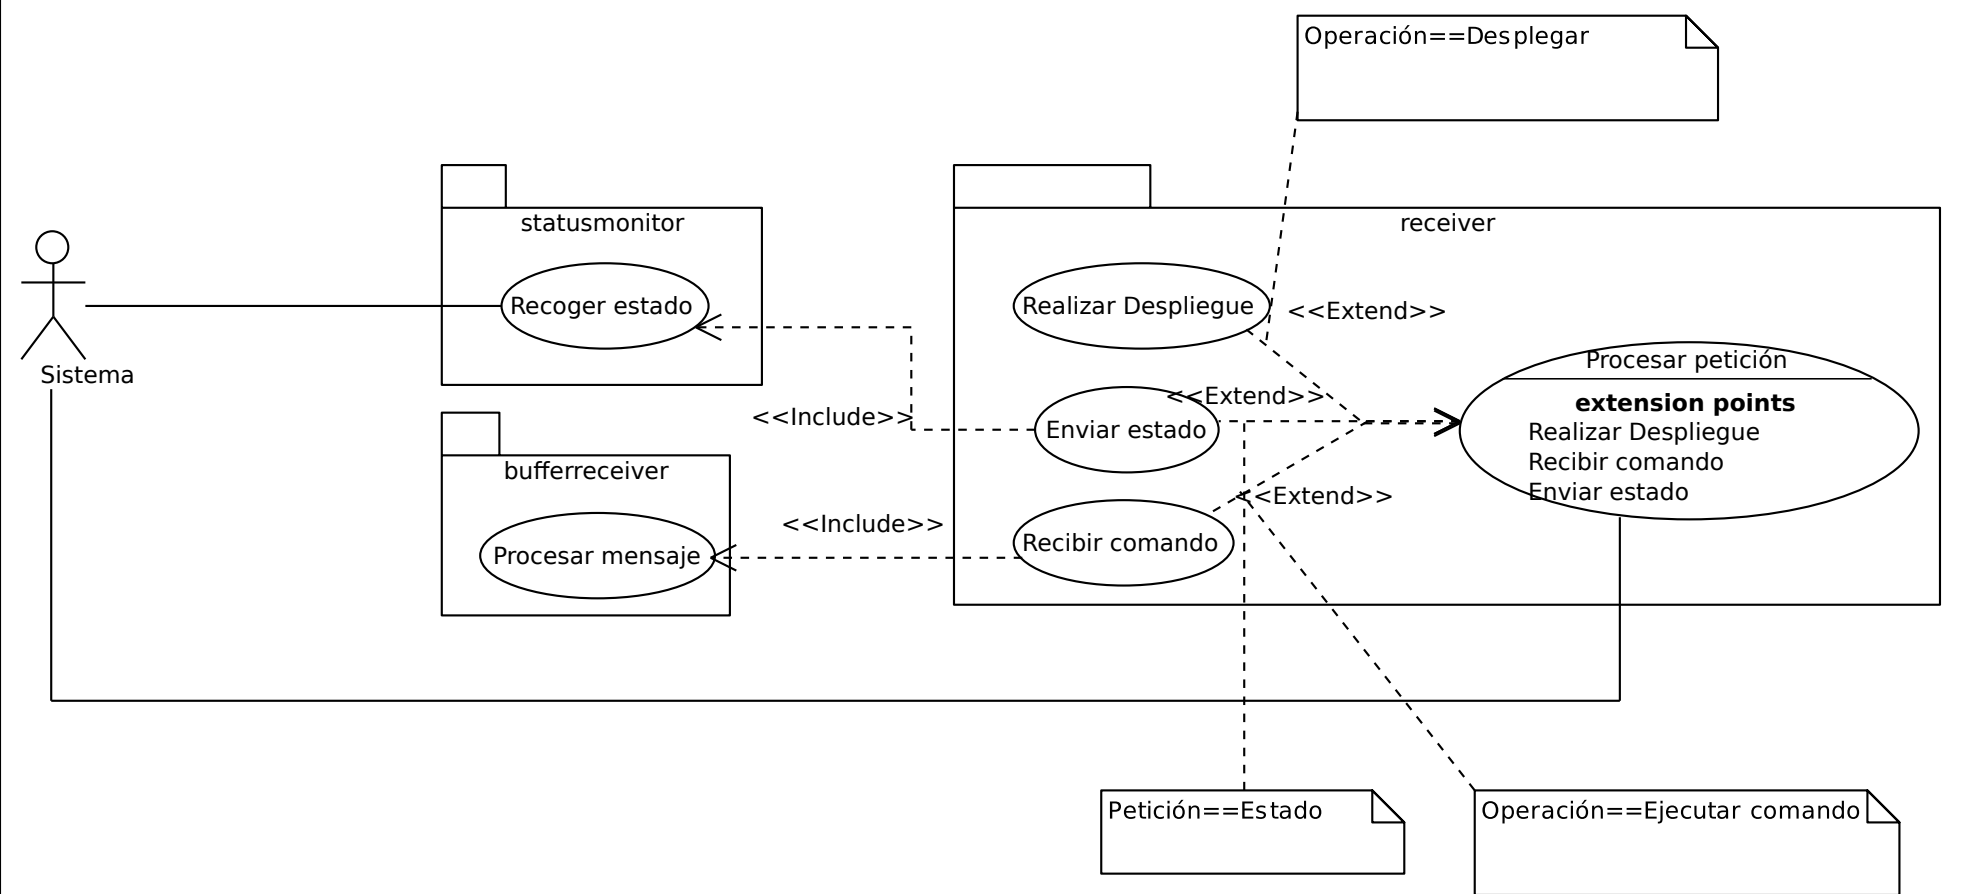 Operación==Desplegar
statusmonitor
receiver
Recoger estado
Realizar Despliegue
<<Extend>>
Sistema
Procesar petición
<<Extend>>
extension points
<<Include>>
Enviar estado
Realizar Despliegue
Recibir comando
Enviar estado
bufferreceiver
<<Extend>>
<<Include>>
Procesar mensaje
Recibir comando
Petición==Estado
Operación==Ejecutar comando